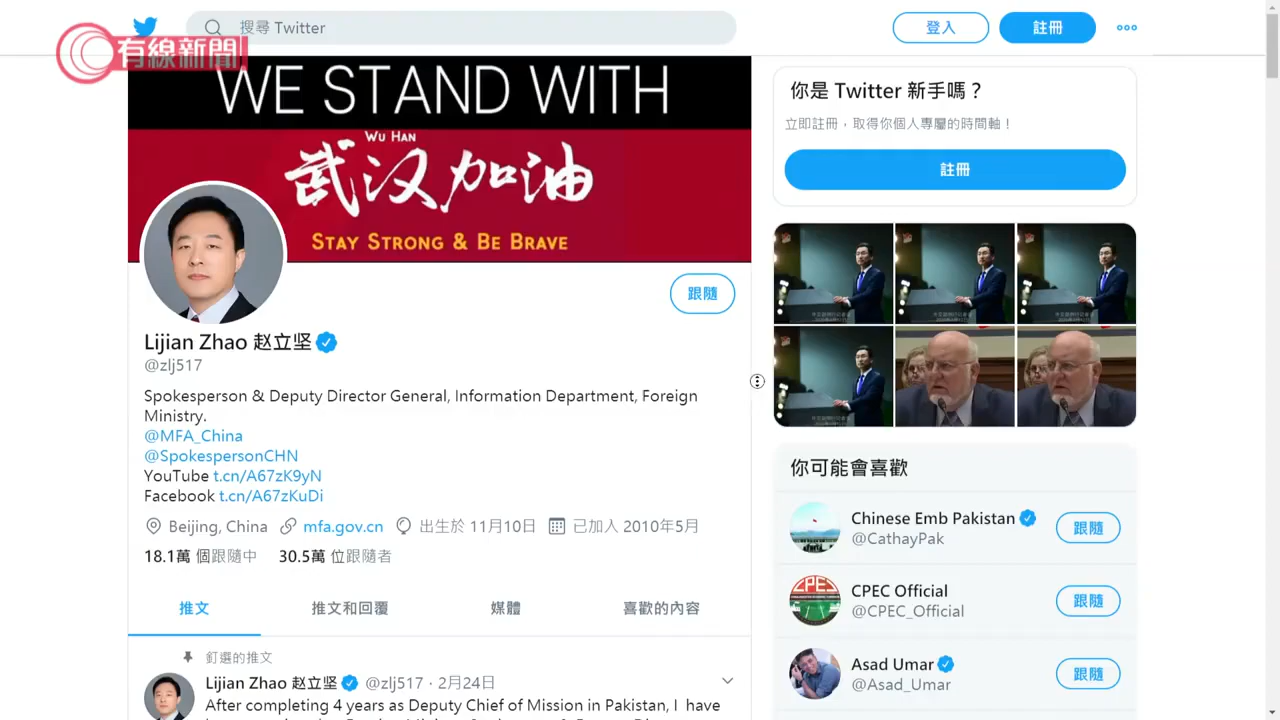 搜尋 Twitter
登入
註冊
有線新聞
WE STAND WITH
WU HAN
武汉加油
STAY STRONG & BE BRAVE
跟隨
Lijian Zhao 赵立坚
@zlj517
Spokesperson & Deputy Director General, Information Department, Foreign
Ministry.
@MFA_China
@SpokespersonCHN
YouTube t.cn/A67zK9yN
Facebook t.cn/A67zKuDi
Beijing, China mfa.gov.cn 出生於 11月10日 已加入 2010年5月
18.1萬 個跟隨中 30.5萬 位跟隨者
推文 推文和回覆 媒體 喜歡的內容
釘選的推文
Lijian Zhao 赵立坚 @zlj517 · 2月24日
After completing 4 years as Deputy Chief of Mission in Pakistan, I have
你是 Twitter 新手嗎？
立即註冊，取得你個人專屬的時間軸！
註冊
你可能會喜歡
Chinese Emb Pakistan
@CathayPak
跟隨
CPEC
CPEC Official
@CPEC_Official
跟隨
Asad Umar
@Asad_Umar
跟隨